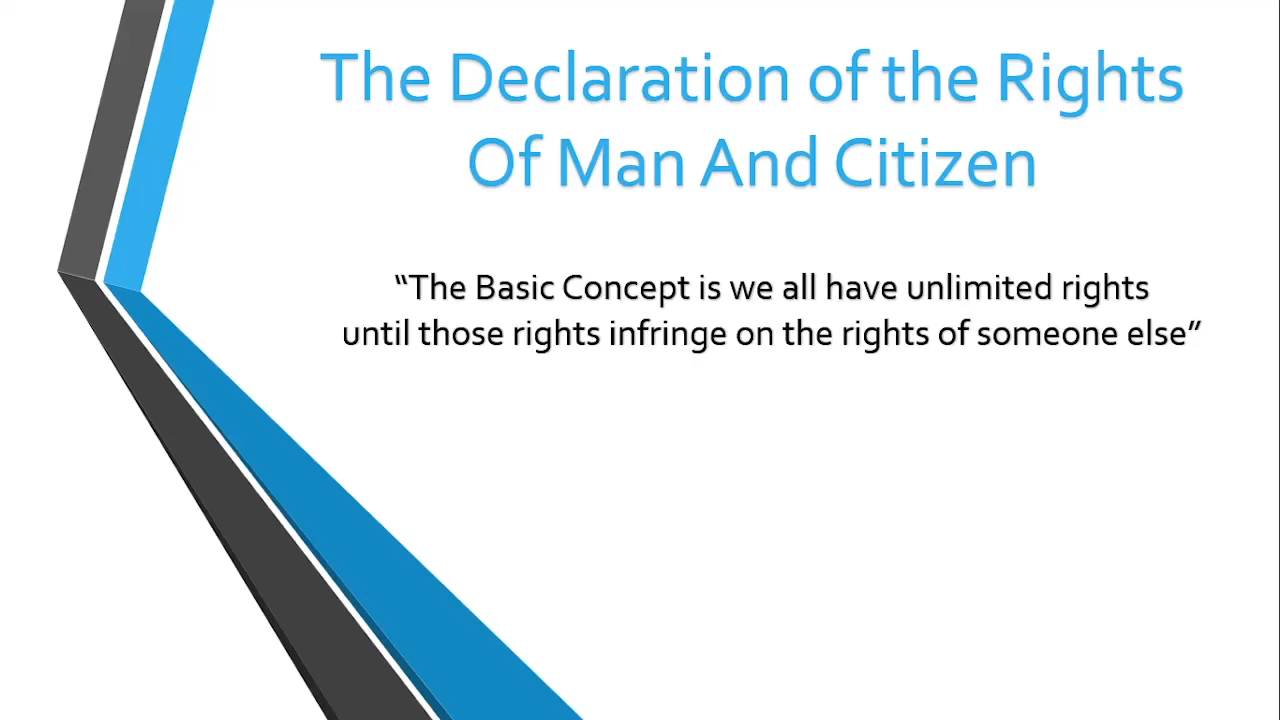 The Declaration of the Rights
Of Man And Citizen
“The Basic Concept is we all have unlimited rights
until those rights infringe on the rights of someone else”